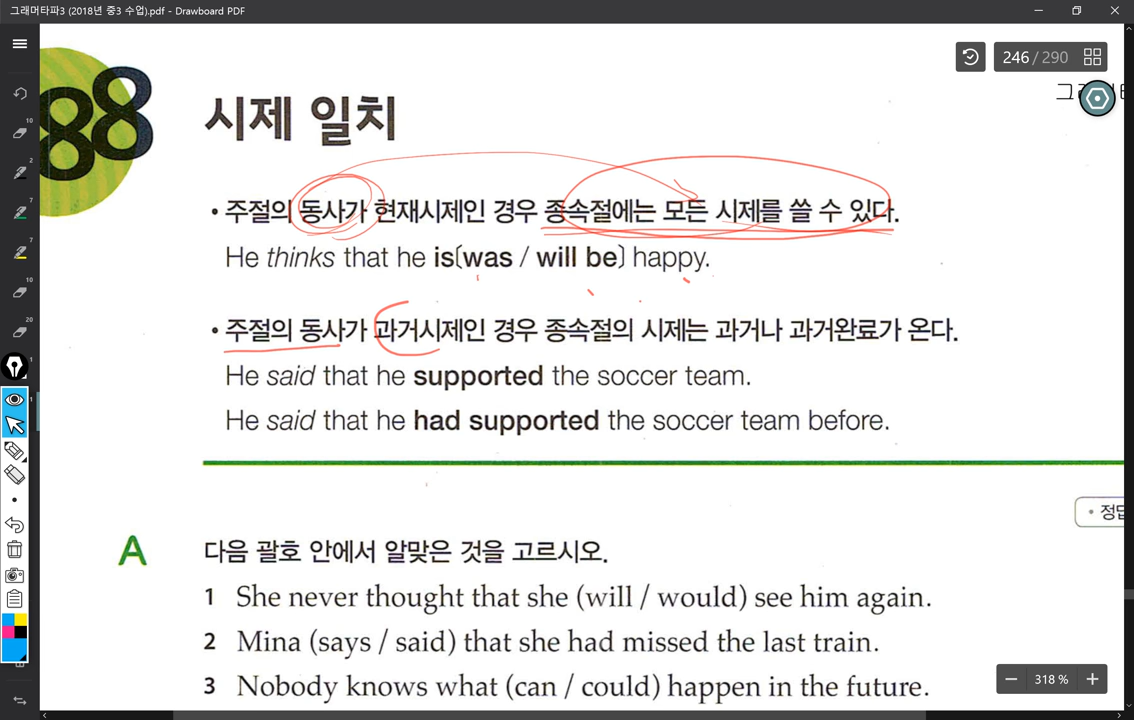 그래머타파3 (2018년 중3 수업).pdf - Drawboard PDF
246 / 290
88
시제 일치
• 주절의 동사가 현재시제인 경우 종속절에는 모든 시제를 쓸 수 있다.
He thinks that he is(was / will be) happy.
• 주절의 동사가 과거시제인 경우 종속절의 시제는 과거나 과거완료가 온다.
He said that he supported the soccer team.
He said that he had supported the soccer team before.
• 정답
A 다음 괄호 안에서 알맞은 것을 고르시오.
1 She never thought that she (will / would) see him again.
2 Mina (says / said) that she had missed the last train.
3 Nobody knows what (can / could) happen in the future.
318 %
10
2
7
7
10
20
1
1